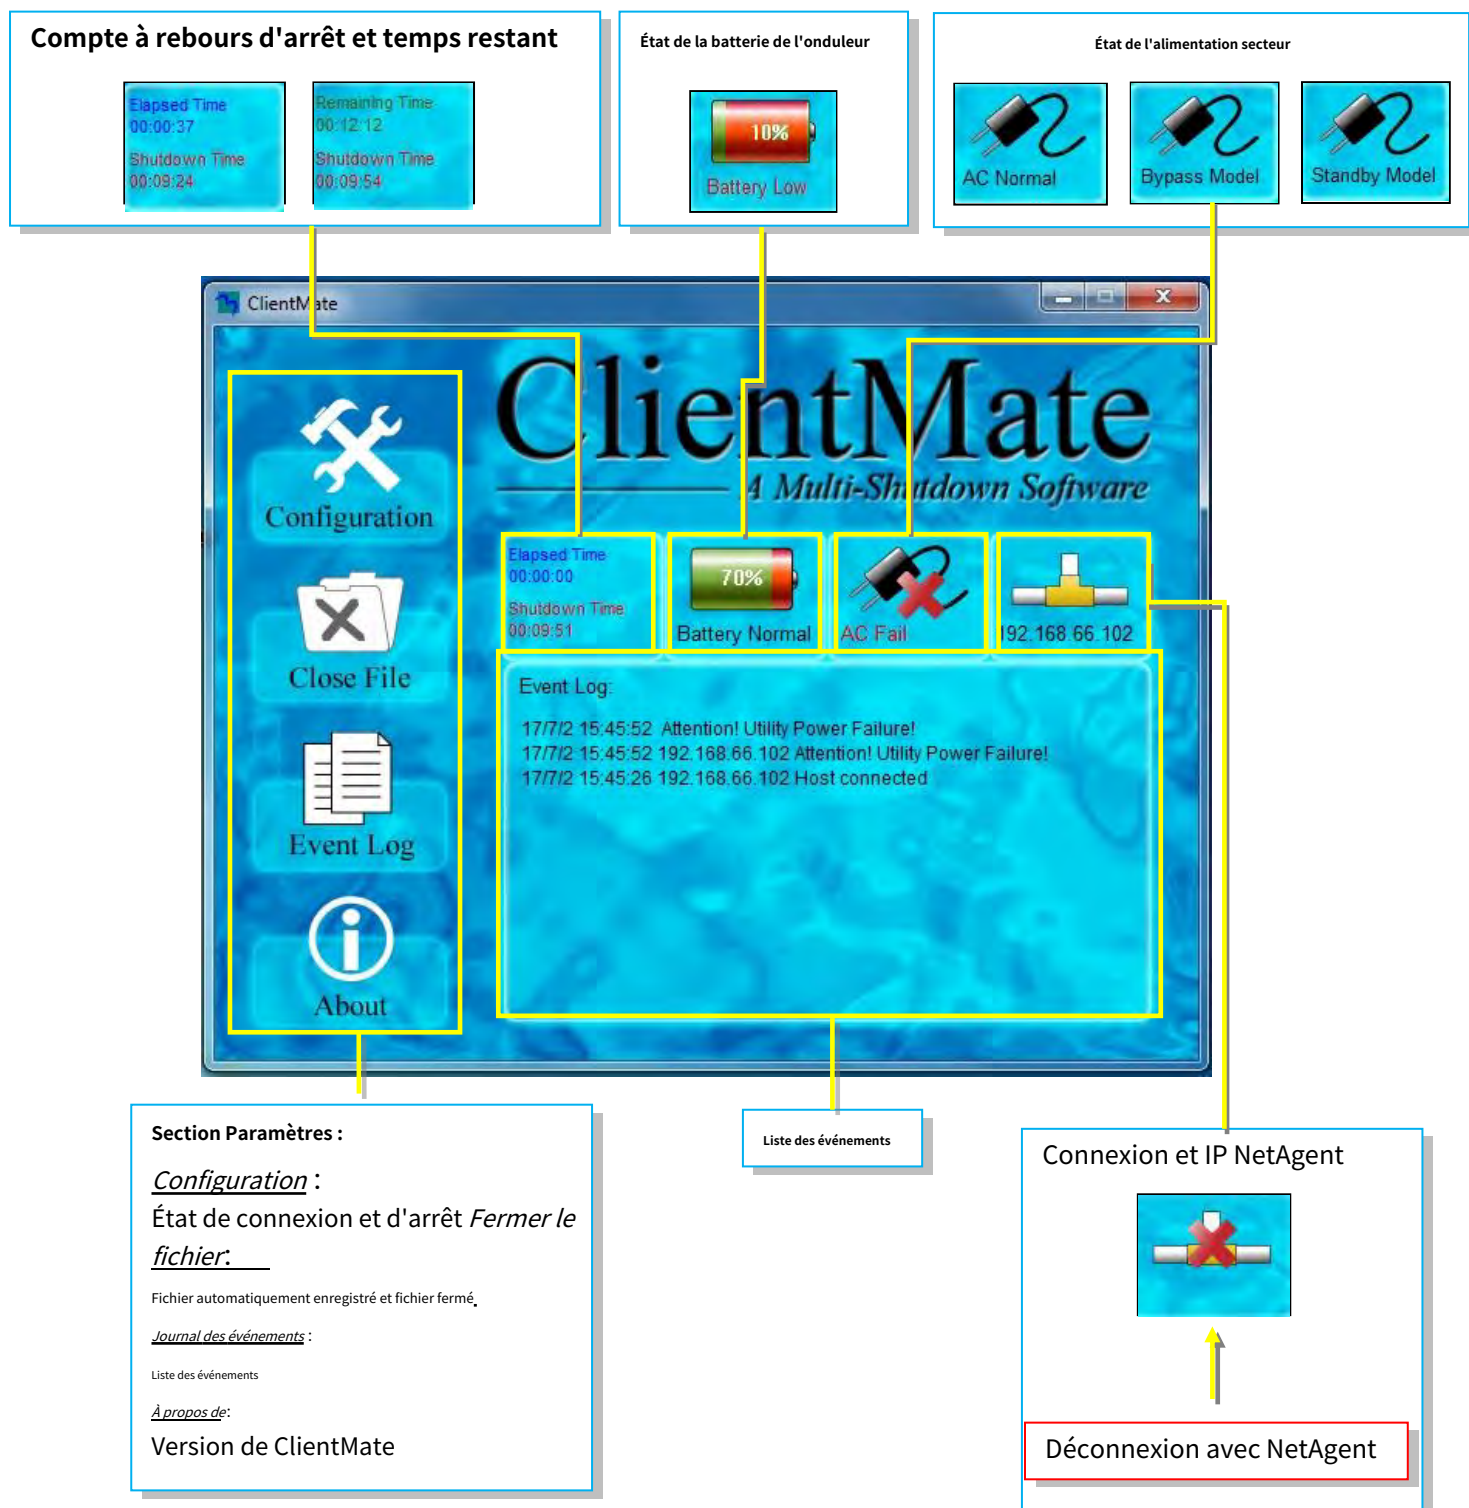 Compte à rebours d'arrêt et temps restant
Elapsed Time
00:00:37
Shutdown Time
00:09:24
Remaining Time
00:12:12
Shutdown Time
00:09:54
État de la batterie de l'onduleur
10%
Battery Low
État de l'alimentation secteur
AC Normal
Bypass Model
Standby Model
ClientMate
ClientMate
A Multi-Shutdown Software
Configuration
Close File
Event Log
About
Elapsed Time
00:00:00
Shutdown Time
00:09:51
70%
Battery Normal
AC Fail
192.168.66.102
Event Log:
17/7/2 15:45:52 Attention! Utility Power Failure!
17/7/2 15:45:52 192.168.66.102 Attention! Utility Power Failure!
17/7/2 15:45:26 192.168.66.102 Host connected
Section Paramètres :
Configuration :
État de connexion et d'arrêt Fermer le
fichier:
Fichier automatiquement enregistré et fichier fermé.
Journal des événements :
Liste des événements
À propos de:
Version de ClientMate
Liste des événements
Connexion et IP NetAgent
Déconnexion avec NetAgent